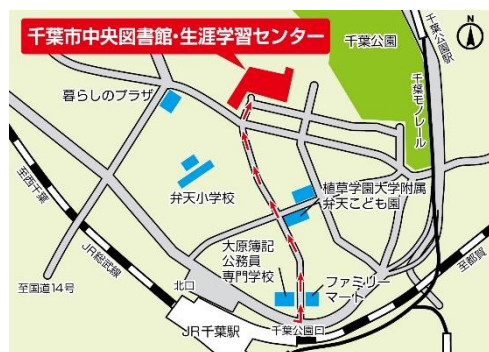 千葉市中央図書館・生涯学習センター
N
千葉公園
千葉公園駅
千葉モノレール
暮らしのプラザ
至西千葉
弁天小学校
植草学園大学附属
弁天こども園
JR総武線
大原簿記
公務員
専門学校
ファミリー
マート
至都賀
至国道14号
北口
JR千葉駅
千葉公園口